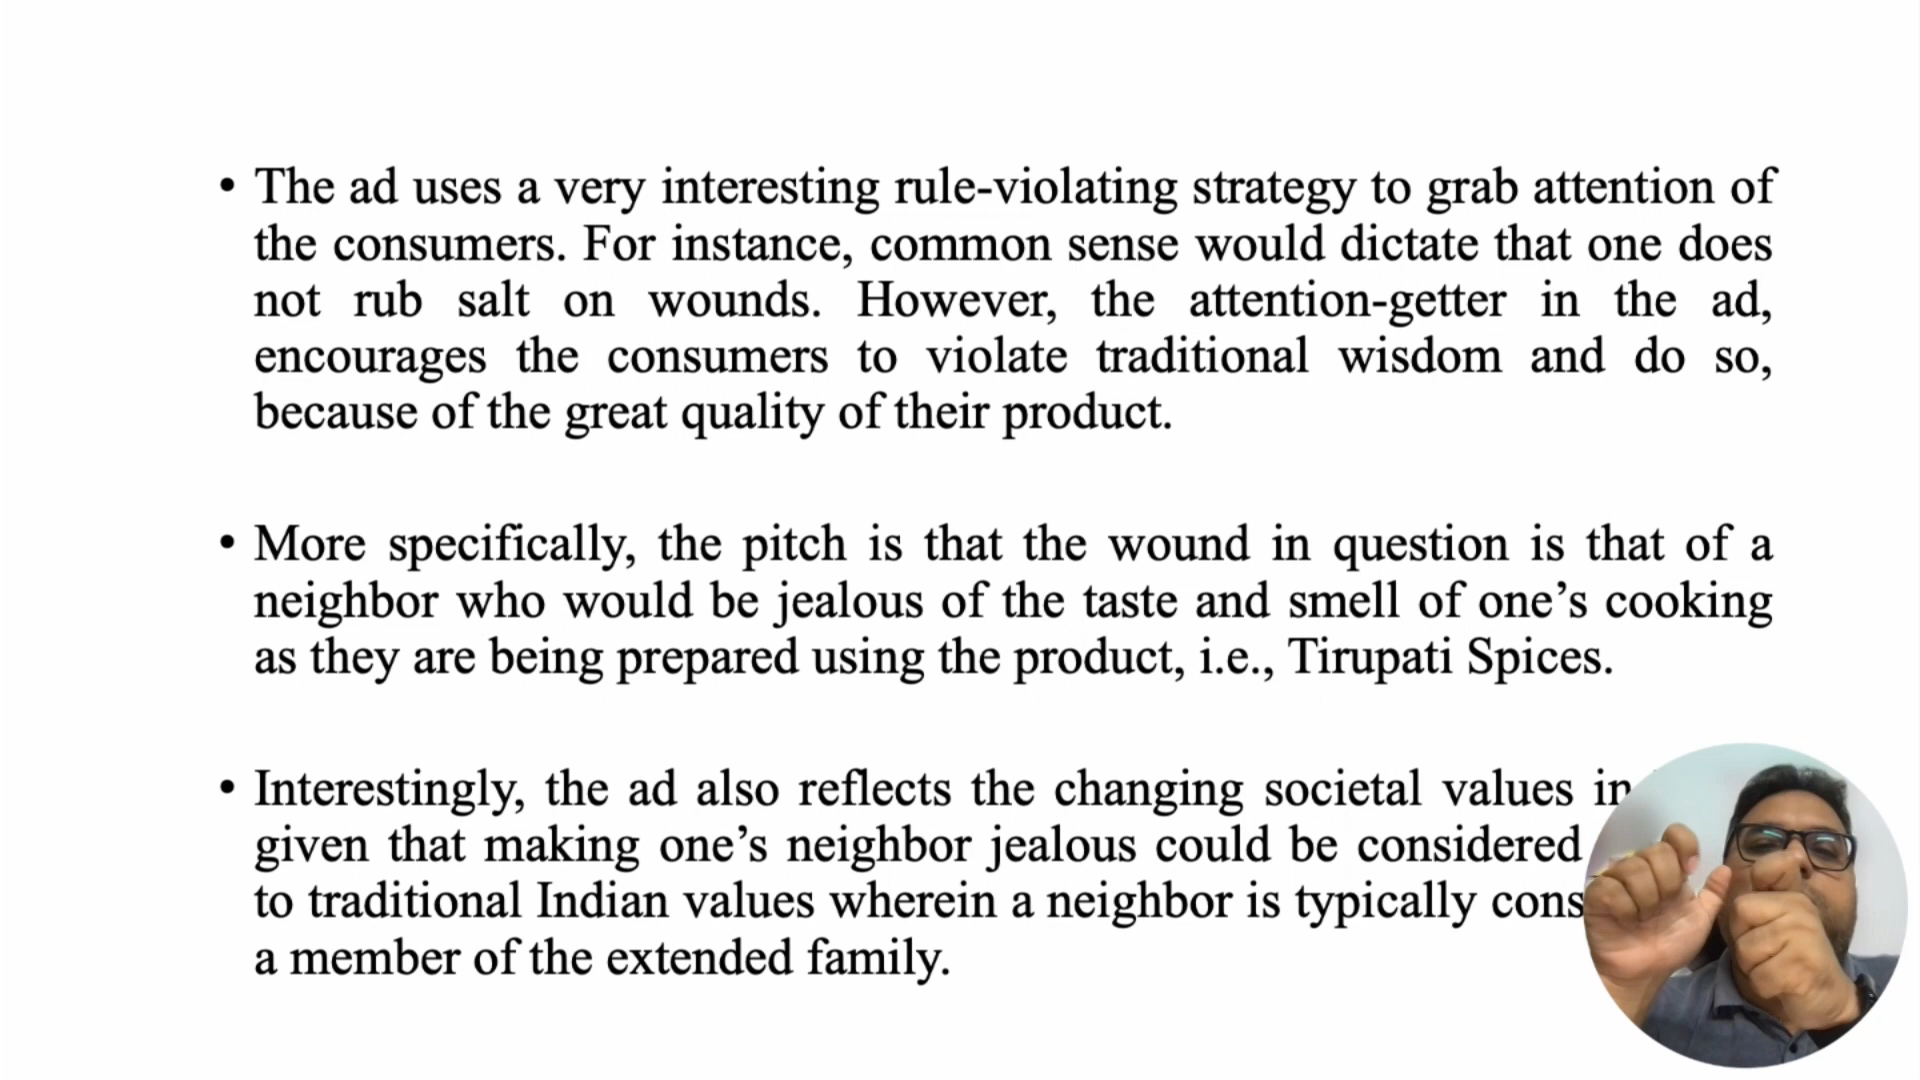 • The ad uses a very interesting rule-violating strategy to grab attention of
the consumers. For instance, common sense would dictate that one does
not rub salt on wounds. However, the attention-getter in the ad,
encourages the consumers to violate traditional wisdom and do so,
because of the great quality of their product.
• More specifically, the pitch is that the wound in question is that of a
neighbor who would be jealous of the taste and smell of one’s cooking
as they are being prepared using the product, i.e., Tirupati Spices.
• Interestingly, the ad also reflects the changing societal values in
given that making one’s neighbor jealous could be considered
to traditional Indian values wherein a neighbor is typically cons
a member of the extended family.